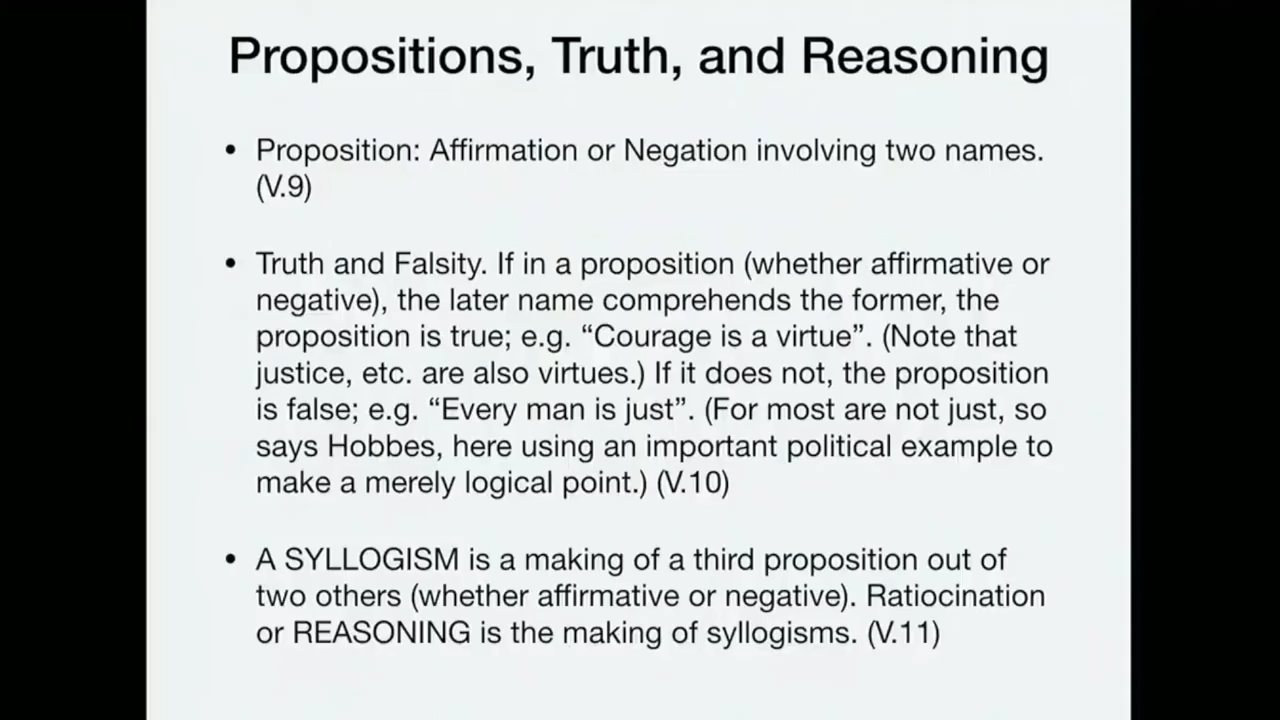 Propositions, Truth, and Reasoning
• Proposition: Affirmation or Negation involving two names.
(V.9)
• Truth and Falsity. If in a proposition (whether affirmative or
negative), the later name comprehends the former, the
proposition is true; e.g. “Courage is a virtue”. (Note that
justice, etc. are also virtues.) If it does not, the proposition
is false; e.g. “Every man is just”. (For most are not just, so
says Hobbes, here using an important political example to
make a merely logical point.) (V.10)
• A SYLLOGISM is a making of a third proposition out of
two others (whether affirmative or negative). Ratiocination
or REASONING is the making of syllogisms. (V.11)